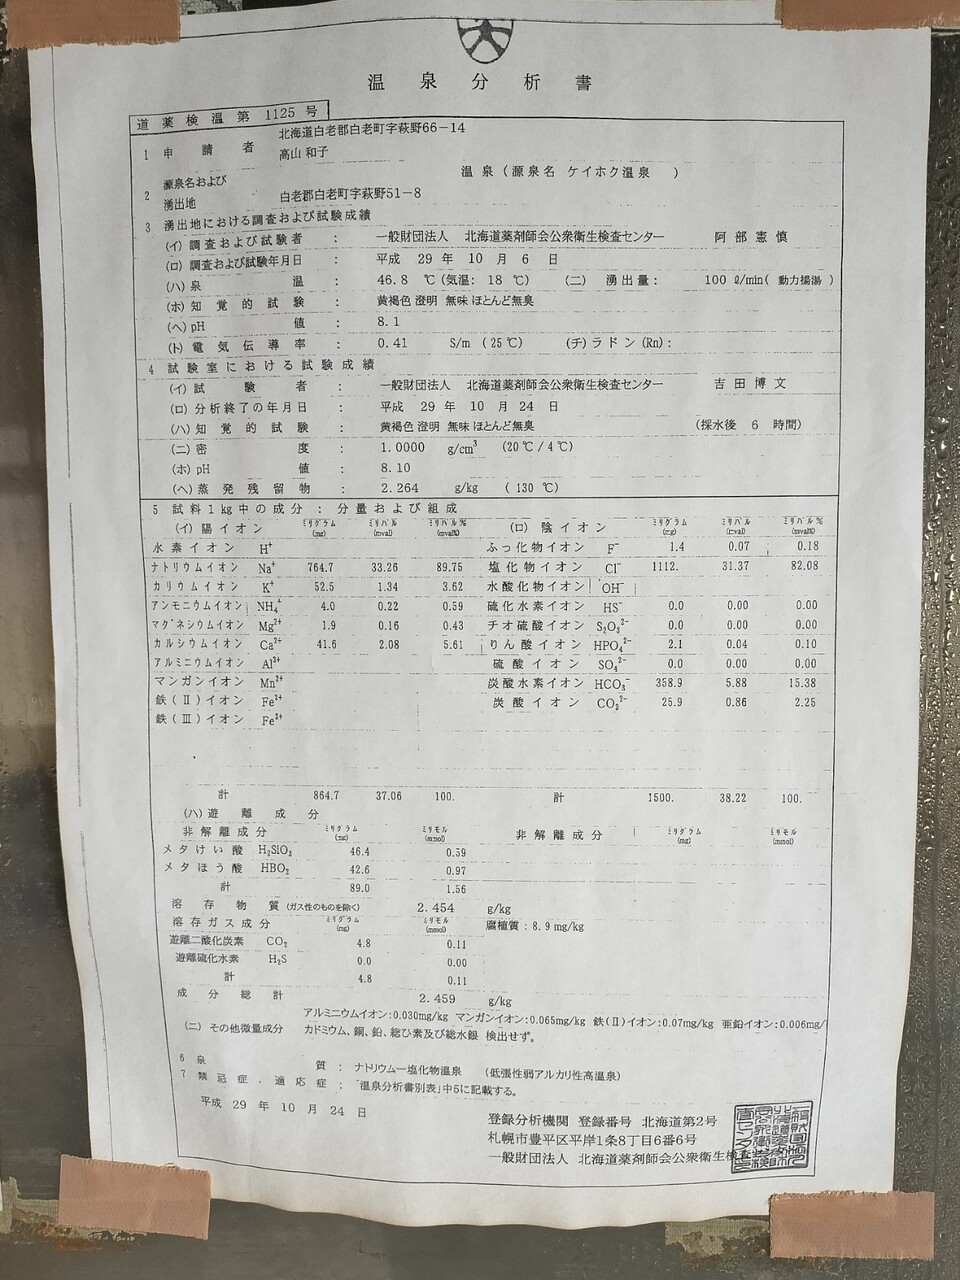 温泉分析書
道薬検温第 1125 号
北海道白老郡白老町字萩野66-14
1 申請者 高山 和子
温泉(源泉名 ケイホク温泉 )
2 源泉名および
湧出地 白老郡白老町字萩野51-8
3 湧出地における調査および試験成績
(イ) 調査および試験者 : 一般財団法人 北海道薬剤師会公衆衛生検査センター 阿部憲慎
(ロ) 調査および試験年月日 : 平成 29 年 10 月 6 日
(ハ) 泉温 : 46.8 ℃ (気温: 18 ℃) (ニ) 湧出量: 100 ℓ/min( 動力揚湯 )
(ホ) 知覚的試験 : 黄褐色 澄明 無味 ほとんど無臭
(ヘ) pH値 : 8.1
(ト) 電気伝導率 : 0.41 S/m (25℃) (チ) ラドン(Rn) :
4 試験室における試験成績
(イ) 試験者 : 一般財団法人 北海道薬剤師会公衆衛生検査センター 吉田博文
(ロ) 分析終了の年月日 : 平成 29 年 10 月 24 日
(ハ) 知覚的試験 : 黄褐色 澄明 無味 ほとんど無臭 (採水後 6 時間)
(ニ) 密度 : 1.0000 g/cm³ (20℃/4℃)
(ホ) pH値 : 8.10
(ヘ) 蒸発残留物 : 2.264 g/kg (130 ℃)
5 試料1kg中の成分 : 分量および組成
(イ) 陽イオン ミリグラム(mg) ミリバル(mval) ミリバル%(mval%) (ロ) 陰イオン ミリグラム(mg) ミリバル(mval) ミリバル%(mval%)
水素イオン H⁺ ふっ化物イオン F⁻ 1.4 0.07 0.18
ナトリウムイオン Na⁺ 764.7 33.26 89.75 塩化物イオン Cl⁻ 1112. 31.37 82.08
カリウムイオン K⁺ 52.5 1.34 3.62 水酸化物イオン OH⁻
アンモニウムイオン NH₄⁺ 4.0 0.22 0.59 硫化水素イオン HS⁻ 0.0 0.00 0.00
マグネシウムイオン Mg²⁺ 1.9 0.16 0.43 チオ硫酸イオン S₂O₃²⁻ 0.0 0.00 0.00
カルシウムイオン Ca²⁺ 41.6 2.08 5.61 りん酸イオン HPO₄²⁻ 2.1 0.04 0.10
アルミニウムイオン Al³⁺ 硫酸イオン SO₄²⁻ 0.0 0.00 0.00
マンガンイオン Mn²⁺ 炭酸水素イオン HCO₃⁻ 358.9 5.88 15.38
鉄(Ⅱ)イオン Fe²⁺ 炭酸イオン CO₃²⁻ 25.9 0.86 2.25
鉄(Ⅲ)イオン Fe³⁺
計 864.7 37.06 100. 計 1500. 38.22 100.
(ハ) 遊離成分
非解離成分 ミリグラム(mg) ミリモル(mmol) 非解離成分 ミリグラム(mg) ミリモル(mmol)
メタけい酸 H₂SiO₃ 46.4 0.59
メタほう酸 HBO₂ 42.6 0.97
計 89.0 1.56
溶存物質 (ガス性のものを除く) 2.454 g/kg
溶存ガス成分 ミリグラム(mg) ミリモル(mmol) 腐植質 : 8.9 mg/kg
遊離二酸化炭素 CO₂ 4.8 0.11
遊離硫化水素 H₂S 0.0 0.00
計 4.8 0.11
成分総計 2.459 g/kg
アルミニウムイオン:0.030mg/kg マンガンイオン:0.065mg/kg 鉄(Ⅱ)イオン:0.07mg/kg 亜鉛イオン:0.006mg/
(ニ) その他微量成分 カドミウム、銅、鉛、総ひ素及び総水銀 検出せず。
6 泉質 : ナトリウムー塩化物温泉 (低張性弱アルカリ性高温泉)
7 禁忌症・適応症 : 「温泉分析書別表」中5に記載する。
平成 29 年 10 月 24 日
登録分析機関 登録番号 北海道第2号
札幌市豊平区平岸1条8丁目6番6号
一般財団法人 北海道薬剤師会公衆衛生検査